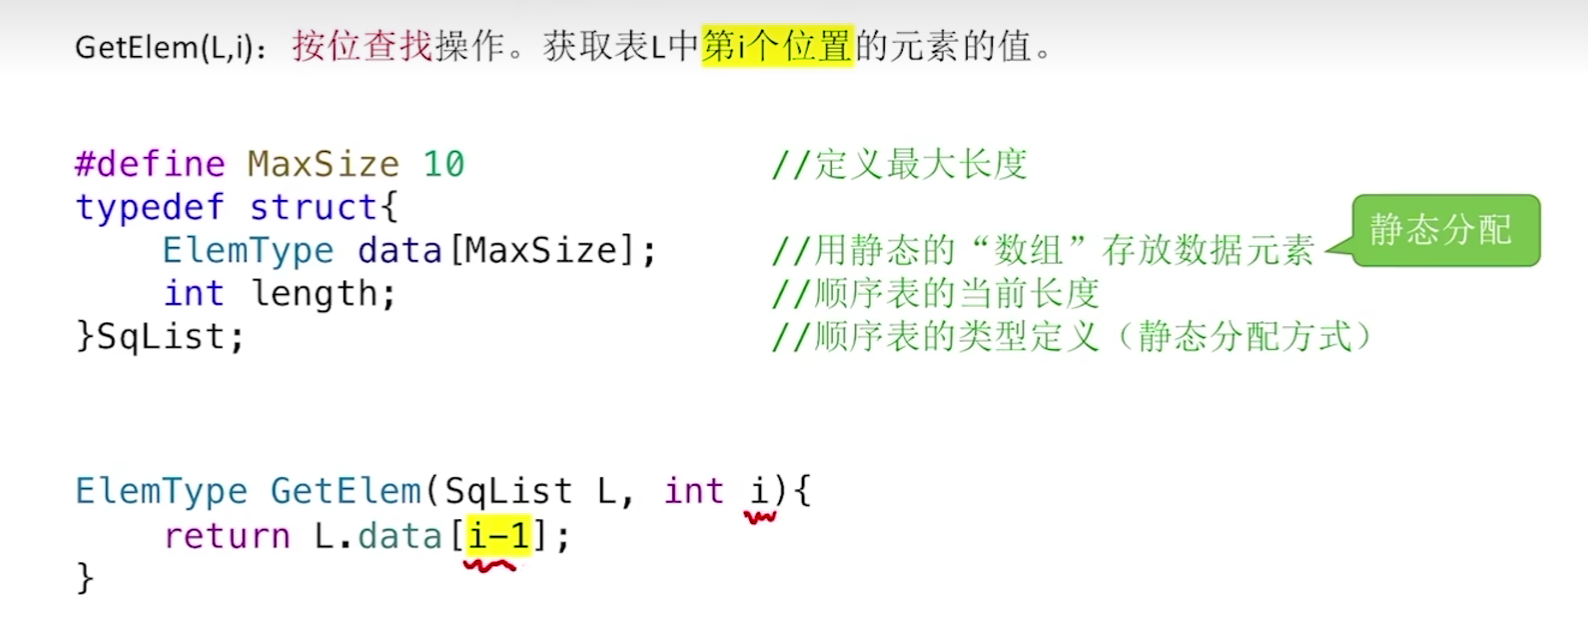 GetElem(L,i)：按位查找操作。获取表L中第i个位置的元素的值。
#define MaxSize 10 //定义最大长度
typedef struct{
ElemType data[MaxSize]; //用静态的“数组”存放数据元素 静态分配
int length; //顺序表的当前长度
}SqList; //顺序表的类型定义（静态分配方式）
ElemType GetElem(SqList L, int i){
return L.data[i-1];
}